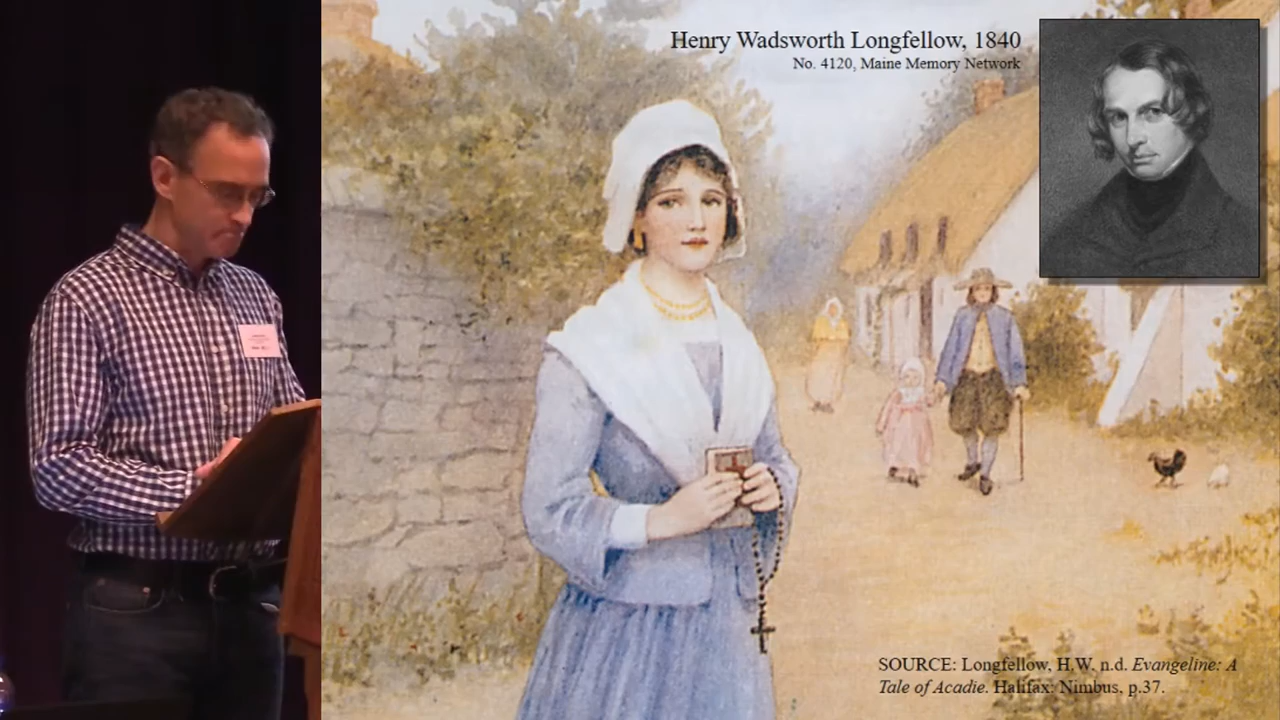 Henry Wadsworth Longfellow, 1840
No. 4120, Maine Memory Network
SOURCE: Longfellow, H.W. n.d. Evangeline: A
Tale of Acadie. Halifax: Nimbus, p.37.